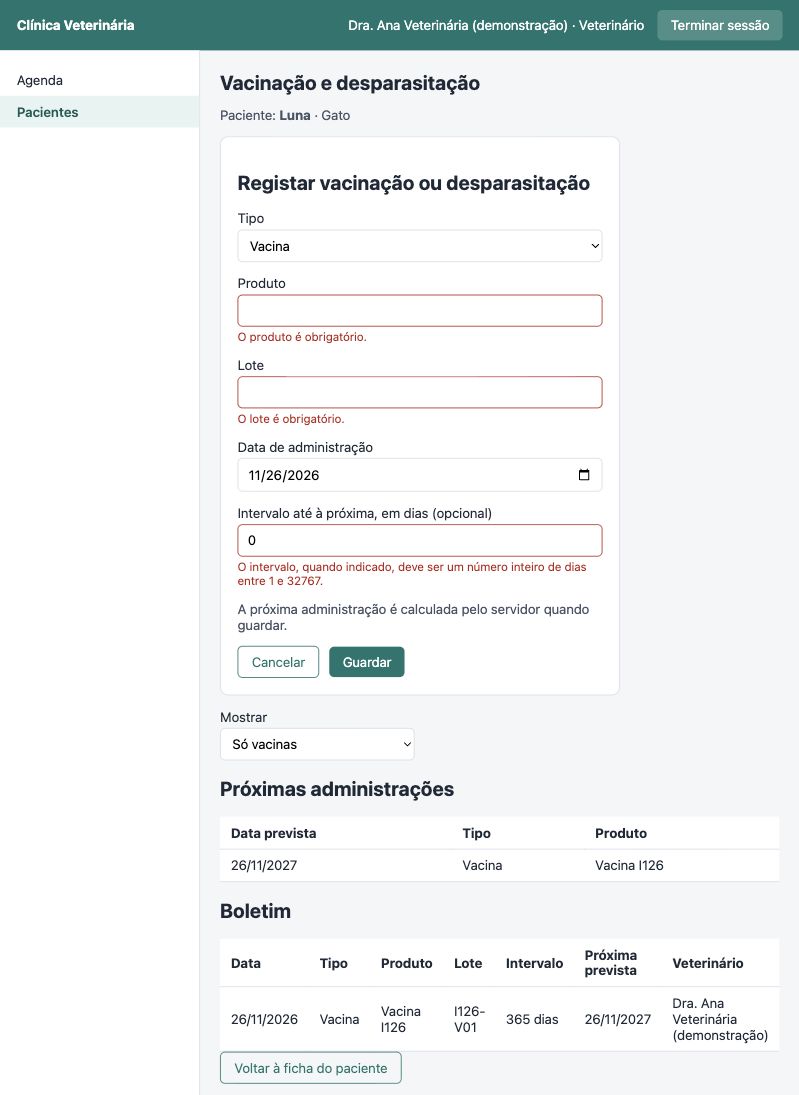 Clínica Veterinária
Dra. Ana Veterinária (demonstração) · Veterinário
Terminar sessão
Agenda
Pacientes
Vacinação e desparasitação
Paciente: Luna · Gato
Registar vacinação ou desparasitação
Tipo
Vacina
Produto
O produto é obrigatório.
Lote
O lote é obrigatório.
Data de administração
11/26/2026
Intervalo até à próxima, em dias (opcional)
0
O intervalo, quando indicado, deve ser um número inteiro de dias
entre 1 e 32767.
A próxima administração é calculada pelo servidor quando
guardar.
Cancelar
Guardar
Mostrar
Só vacinas
Próximas administrações
Data prevista Tipo Produto
26/11/2027 Vacina Vacina I126
Boletim
Data Tipo Produto Lote Intervalo Próxima prevista Veterinário
26/11/2026 Vacina Vacina I126 I126-V01 365 dias 26/11/2027 Dra. Ana Veterinária (demonstração)
Voltar à ficha do paciente